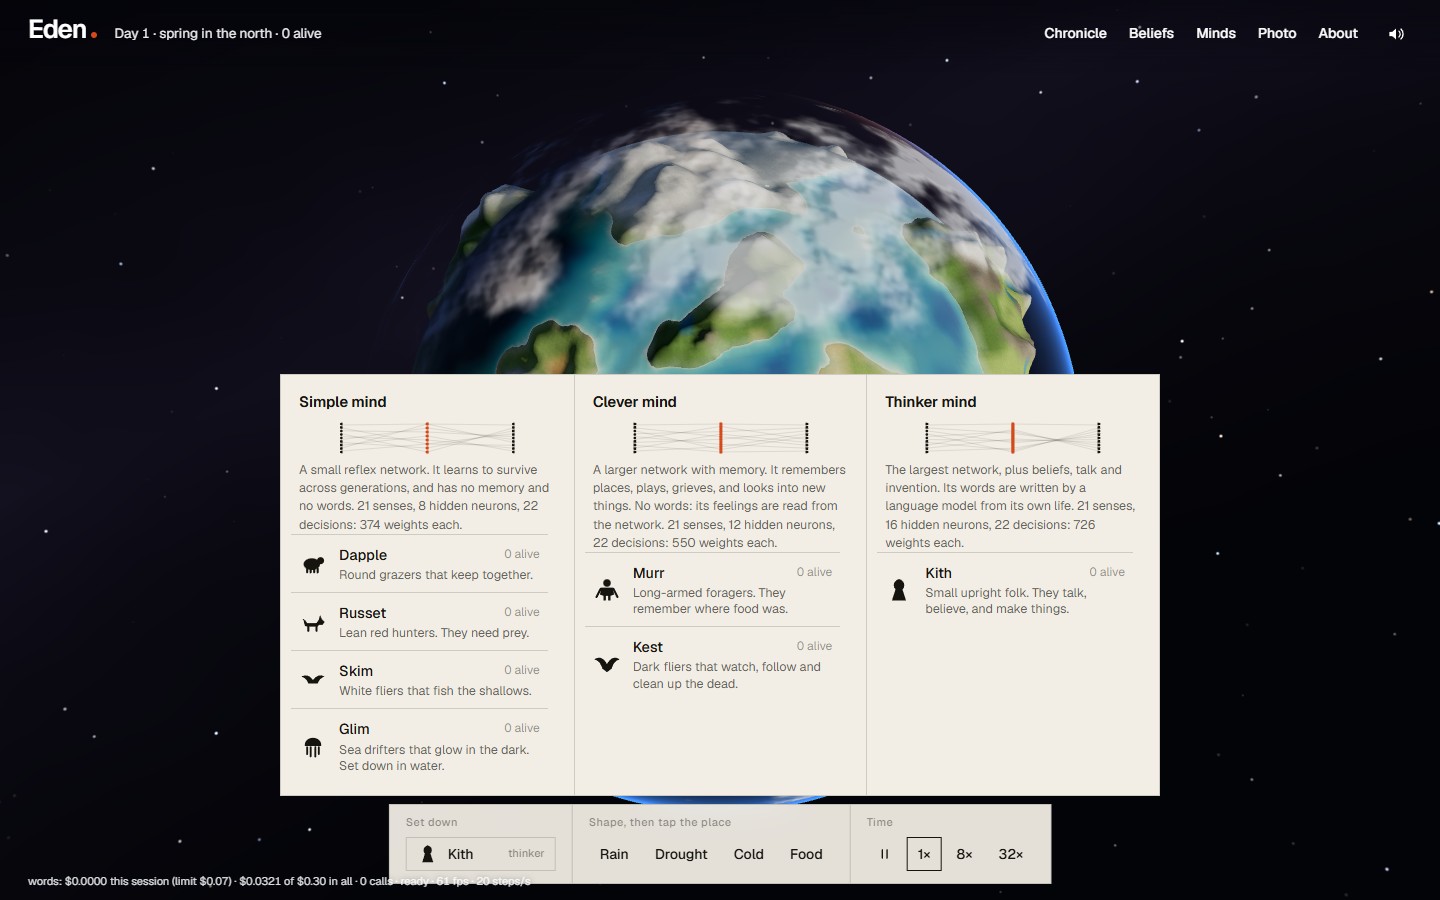 Eden.
Day 1 · spring in the north · 0 alive
Chronicle
Beliefs
Minds
Photo
About
Simple mind
A small reflex network. It learns to survive
across generations, and has no memory and
no words. 21 senses, 8 hidden neurons, 22
decisions: 374 weights each.
Dapple
0 alive
Round grazers that keep together.
Russet
0 alive
Lean red hunters. They need prey.
Skim
0 alive
White fliers that fish the shallows.
Glim
0 alive
Sea drifters that glow in the dark.
Set down in water.
Clever mind
A larger network with memory. It remembers
places, plays, grieves, and looks into new
things. No words: its feelings are read from
the network. 21 senses, 12 hidden neurons,
22 decisions: 550 weights each.
Murr
0 alive
Long-armed foragers. They
remember where food was.
Kest
0 alive
Dark fliers that watch, follow and
clean up the dead.
Thinker mind
The largest network, plus beliefs, talk and
invention. Its words are written by a
language model from its own life. 21 senses,
16 hidden neurons, 22 decisions: 726
weights each.
Kith
0 alive
Small upright folk. They talk,
believe, and make things.
Set down
Kith
thinker
Shape, then tap the place
Rain
Drought
Cold
Food
Time
1×
8×
32×
words: $0.0000 this session (limit $0.07) · $0.0321 of $0.30 in all · 0 calls · ready · 61 fps · 20 steps/s